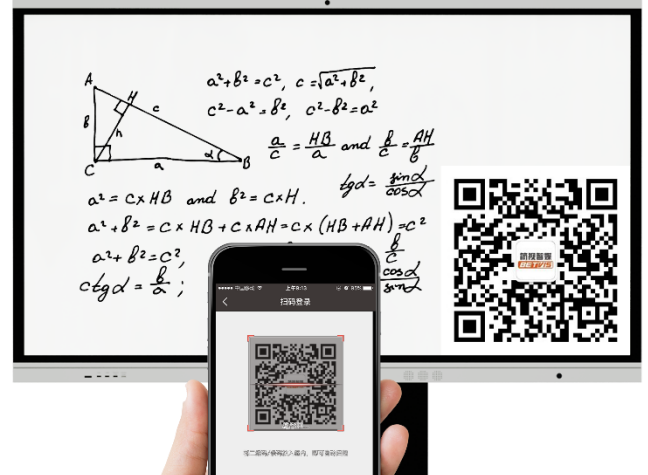 A
H
c
a²+b²=c², c=√a²+b²,
c²-a²=b², c²-b²=a²
b
h
α
B
C
a
a/c = HB/a and b/c = AH/b
tgα = sinα/cosα
a² = c×HB and b² = c×H.
a²+b² = c×HB+c×AH=c×(HB+AH)=c²
a²+b²=c²,
b/c
ctgα = b/a ;
cosα/sinα
BETVIS
上午9:13
扫码登录